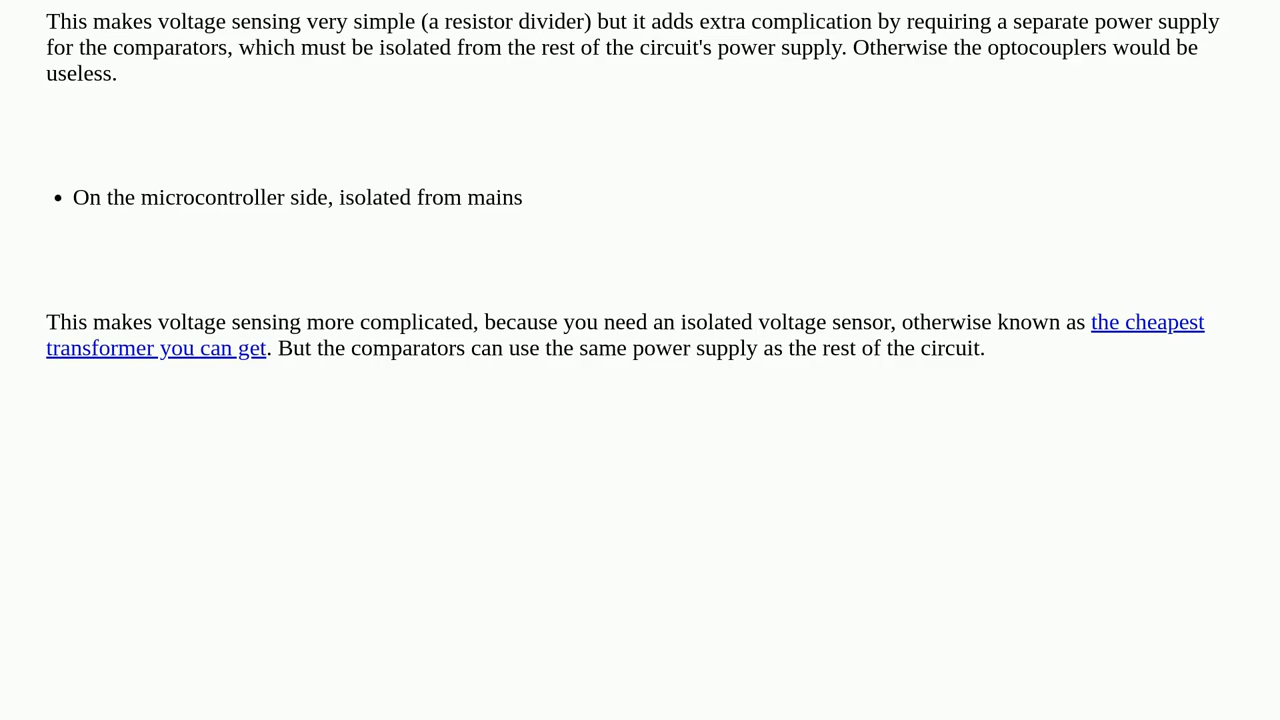 This makes voltage sensing very simple (a resistor divider) but it adds extra complication by requiring a separate power supply
for the comparators, which must be isolated from the rest of the circuit's power supply. Otherwise the optocouplers would be
useless.
• On the microcontroller side, isolated from mains
This makes voltage sensing more complicated, because you need an isolated voltage sensor, otherwise known as the cheapest
transformer you can get. But the comparators can use the same power supply as the rest of the circuit.